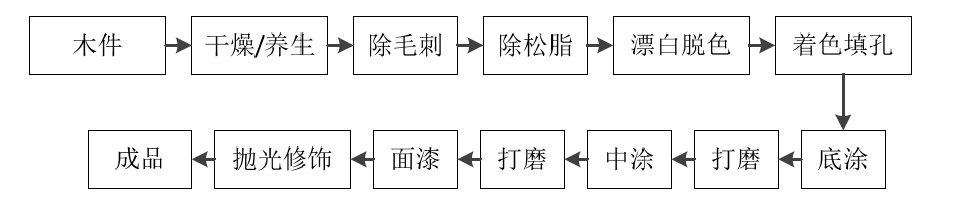 木件 干燥/养生 除毛刺 除松脂 漂白脱色 着色填孔
成品 抛光修饰 面漆 打磨 中涂 打磨 底涂